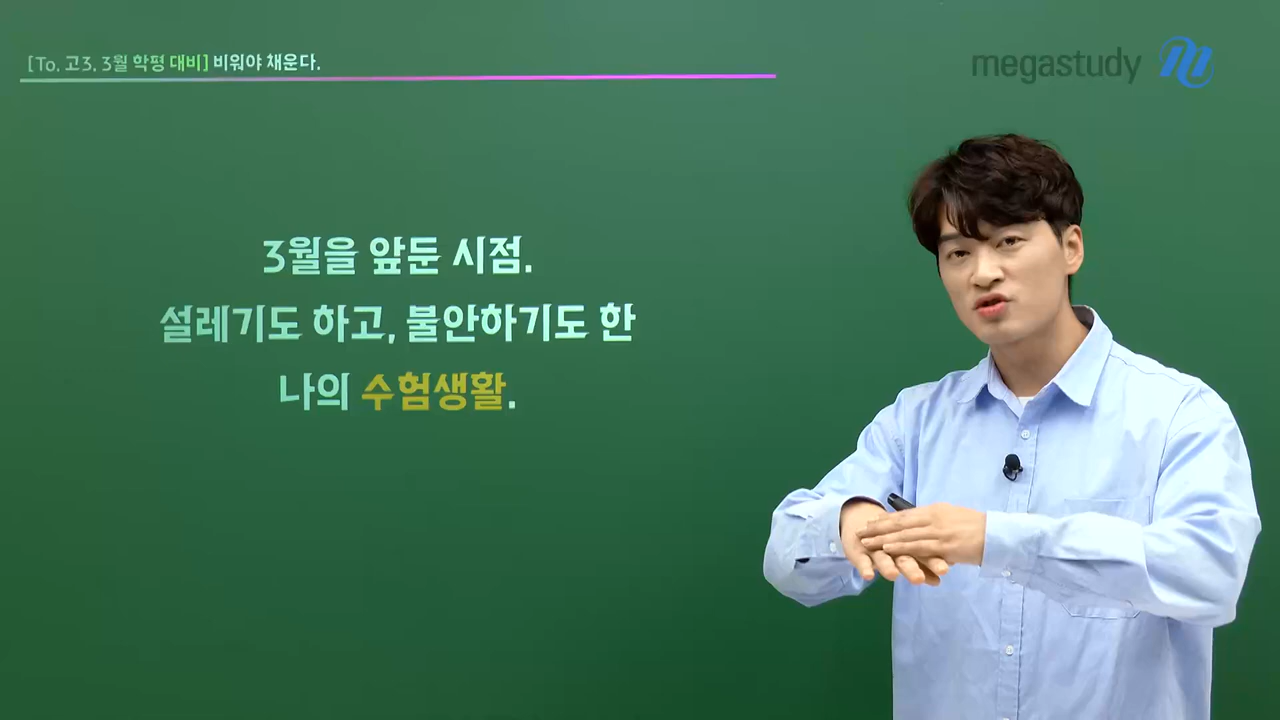 [To. 고3, 3월 학평 대비] 비워야 채운다.
megastudy
3월을 앞둔 시점.
설레기도 하고, 불안하기도 한
나의 수험생활.